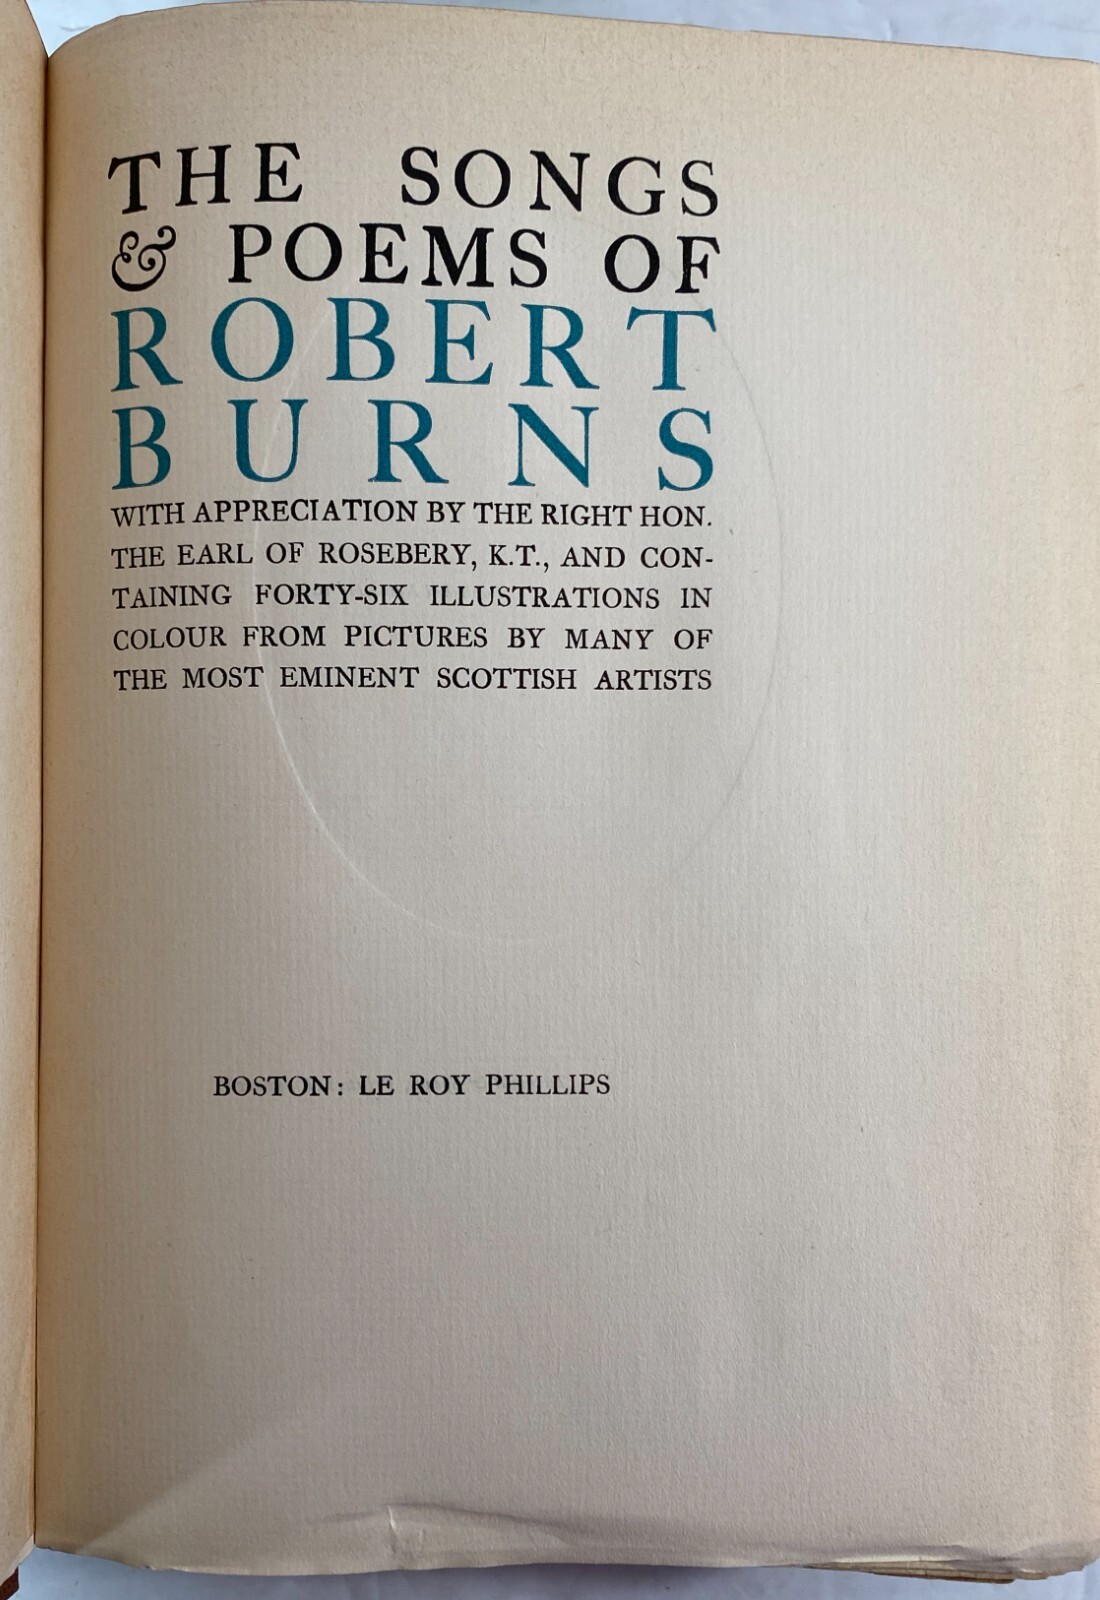 THE SONGS
& POEMS OF
ROBERT
BURNS
WITH APPRECIATION BY THE RIGHT HON.
THE EARL OF ROSEBERY, K.T., AND CON-
TAINING FORTY-SIX ILLUSTRATIONS IN
COLOUR FROM PICTURES BY MANY OF
THE MOST EMINENT SCOTTISH ARTISTS
BOSTON: LE ROY PHILLIPS